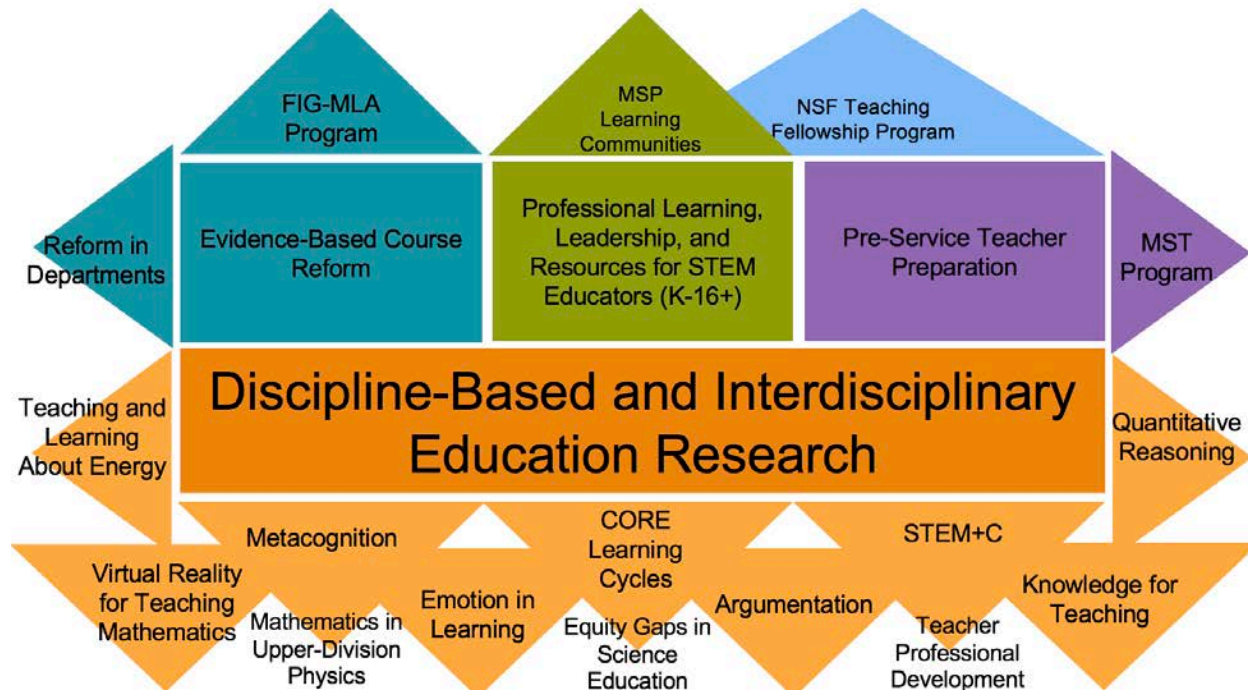 FIG-MLA
Program
MSP
Learning
Communities
NSF Teaching
Fellowship Program
Reform in
Departments
Evidence-Based Course
Reform
Professional Learning,
Leadership, and
Resources for STEM
Educators (K-16+)
Pre-Service Teacher
Preparation
MST
Program
Teaching and
Learning
About Energy
Discipline-Based and Interdisciplinary
Education Research
Quantitative
Reasoning
Metacognition
CORE
Learning
Cycles
STEM+C
Virtual Reality
for Teaching
Mathematics
Mathematics in
Upper-Division
Physics
Emotion in
Learning
Equity Gaps in
Science
Education
Argumentation
Teacher
Professional
Development
Knowledge for
Teaching